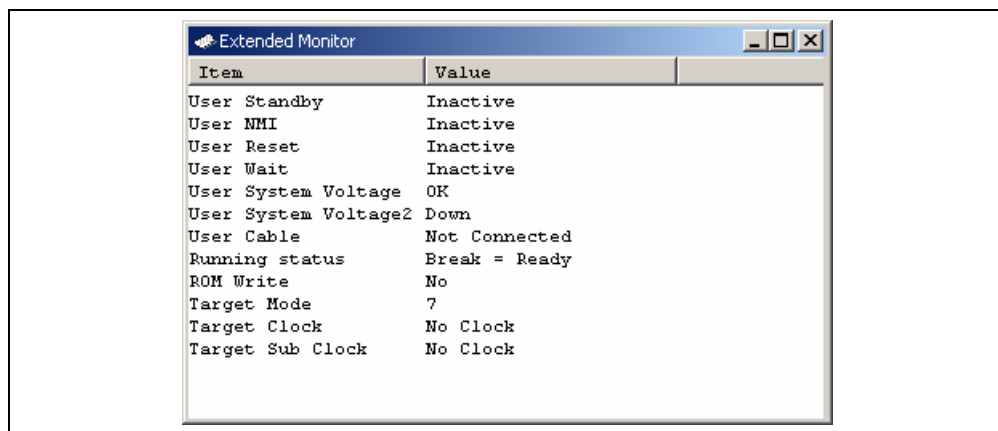 Extended Monitor
Item Value
User Standby Inactive
User NMI Inactive
User Reset Inactive
User Wait Inactive
User System Voltage OK
User System Voltage2 Down
User Cable Not Connected
Running status Break = Ready
ROM Write No
Target Mode 7
Target Clock No Clock
Target Sub Clock No Clock